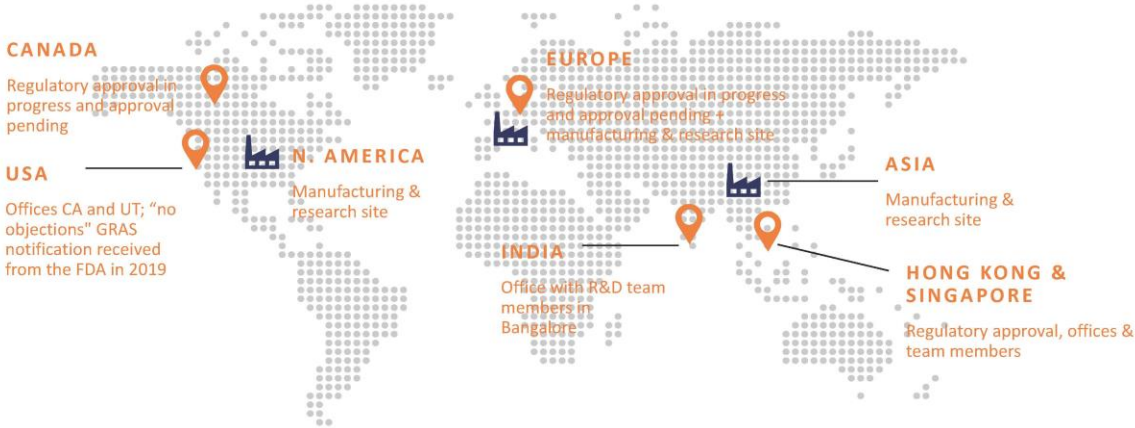 CANADA
Regulatory approval in
progress and approval
pending
USA
Offices CA and UT; “no
objections" GRAS
notification received
from the FDA in 2019
N. AMERICA
Manufacturing &
research site
EUROPE
Regulatory approval in progress
and approval pending +
manufacturing & research site
INDIA
Office with R&D team
members in
Bangalore
ASIA
Manufacturing &
research site
HONG KONG &
SINGAPORE
Regulatory approval, offices &
team members